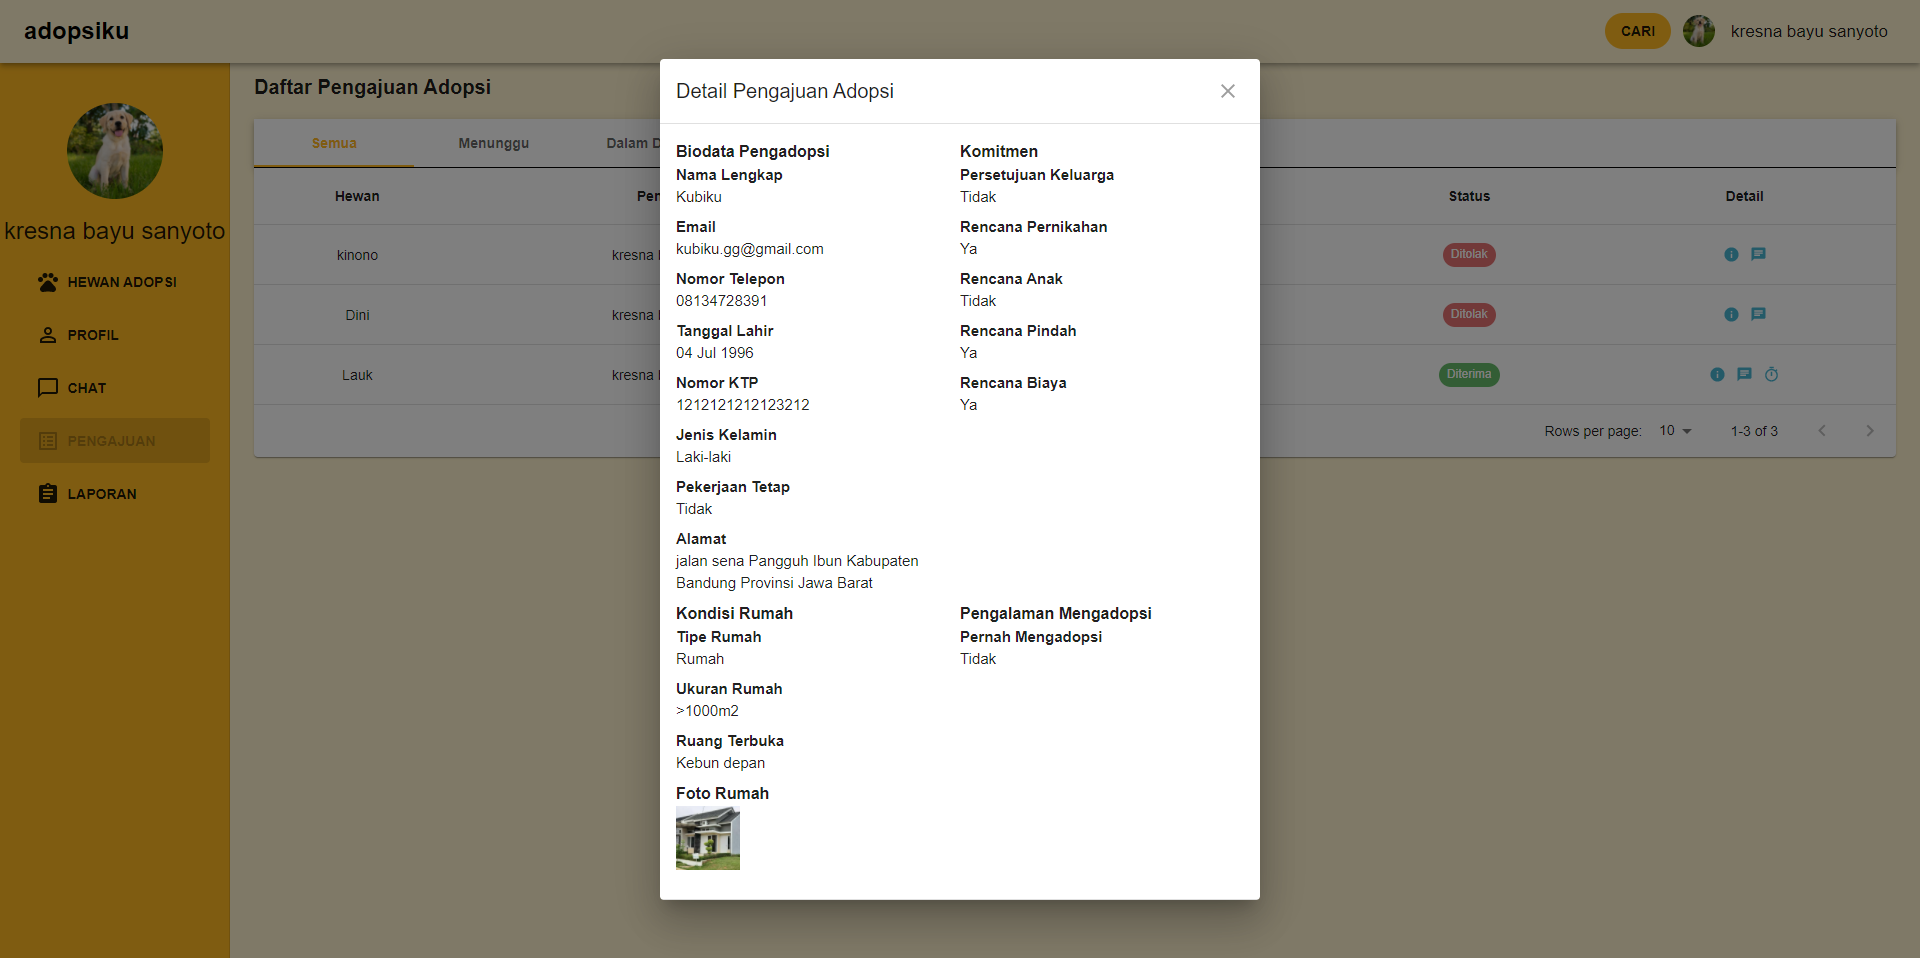 adopsiku
CARI
kresna bayu sanyoto
kresna bayu sanyoto
HEWAN ADOPSI
PROFIL
CHAT
PENGAJUAN
LAPORAN
Daftar Pengajuan Adopsi
Semua Menunggu Dalam
Hewan Status Detail
kinono kresna Ditolak
Dini kresna Ditolak
Lauk kresna Diterima
Rows per page: 10 1-3 of 3
Detail Pengajuan Adopsi
Biodata Pengadopsi
Nama Lengkap
Kubiku
Email
kubiku.gg@gmail.com
Nomor Telepon
08134728391
Tanggal Lahir
04 Jul 1996
Nomor KTP
1212121212123212
Jenis Kelamin
Laki-laki
Pekerjaan Tetap
Tidak
Alamat
jalan sena Pangguh Ibun Kabupaten
Bandung Provinsi Jawa Barat
Komitmen
Persetujuan Keluarga
Tidak
Rencana Pernikahan
Ya
Rencana Anak
Tidak
Rencana Pindah
Ya
Rencana Biaya
Ya
Kondisi Rumah
Tipe Rumah
Rumah
Ukuran Rumah
>1000m2
Ruang Terbuka
Kebun depan
Foto Rumah
Pengalaman Mengadopsi
Pernah Mengadopsi
Tidak